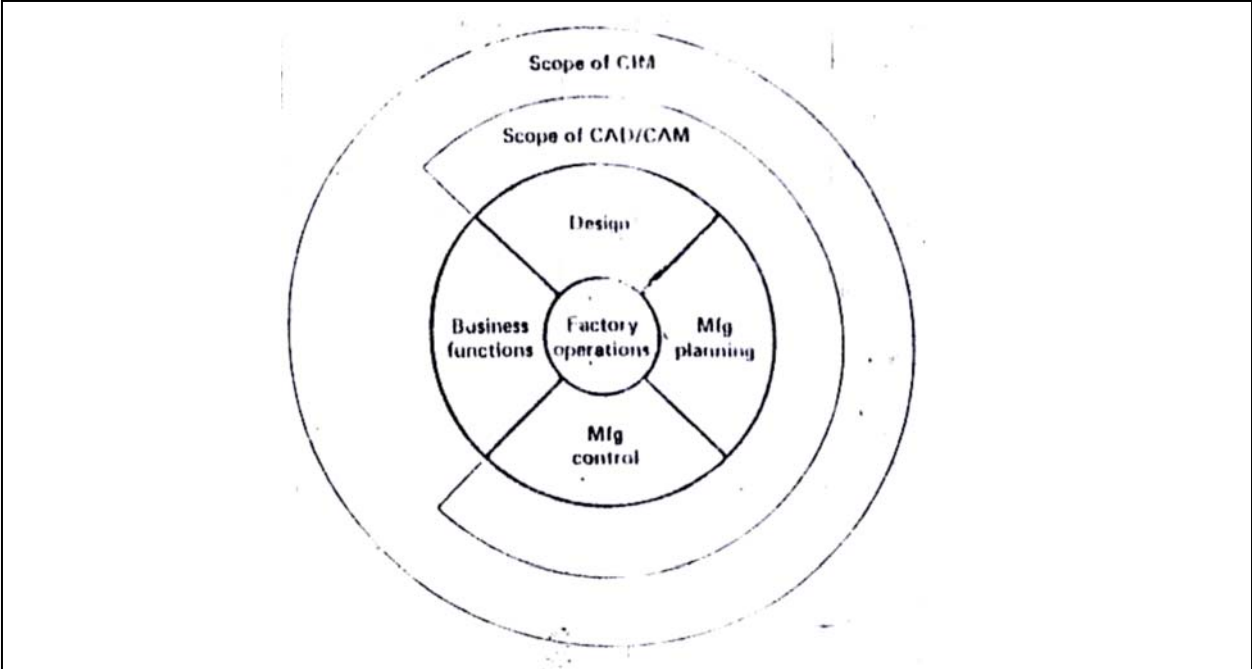 Scope of CIM
Scope of CAD/CAM
Design
Business
functions
Factory
operations
Mfg
planning
Mfg
control